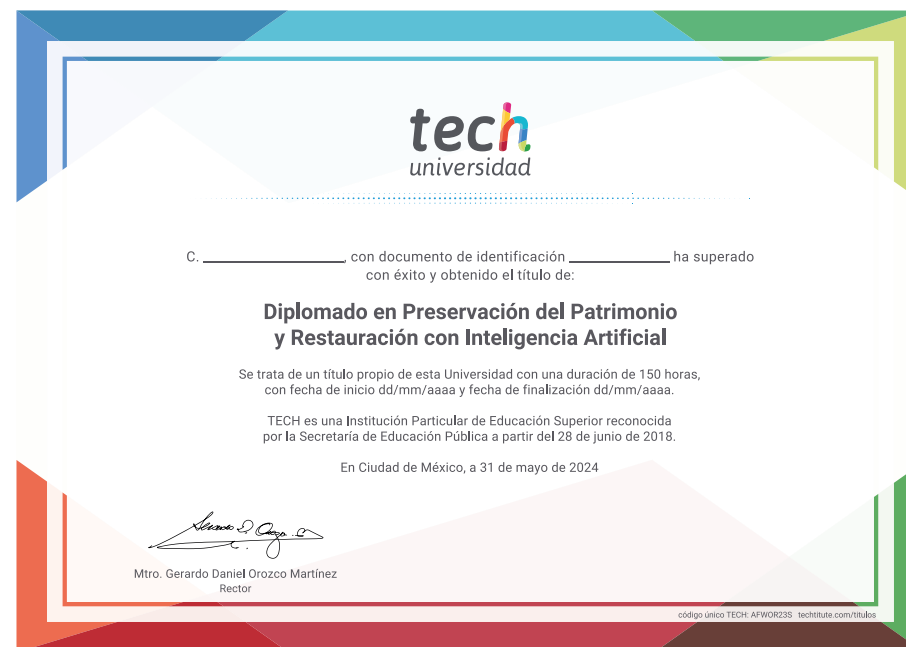 tech
universidad
C. ____________, con documento de identificación ____________ ha superado
con éxito y obtenido el título de:
Diplomado en Preservación del Patrimonio
y Restauración con Inteligencia Artificial
Se trata de un título propio de esta Universidad con una duración de 150 horas,
con fecha de inicio dd/mm/aaaa y fecha de finalización dd/mm/aaaa.
TECH es una Institución Particular de Educación Superior reconocida
por la Secretaría de Educación Pública a partir del 28 de junio de 2018.
En Ciudad de México, a 31 de mayo de 2024
Mtro. Gerardo Daniel Orozco Martínez
Rector
código único TECH: AFWOR23S techtitute.com/titulos